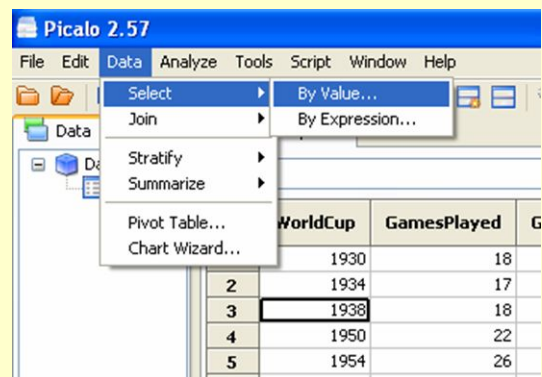 Picalo 2.57
File Edit Data Analyze Tools Script Window Help
Select By Value...
Join By Expression...
Data
Stratify
Summarize
Pivot Table...
Chart Wizard...
WorldCup GamesPlayed G
1930 18
2 1934 17
3 1938 18
4 1950 22
5 1954 26